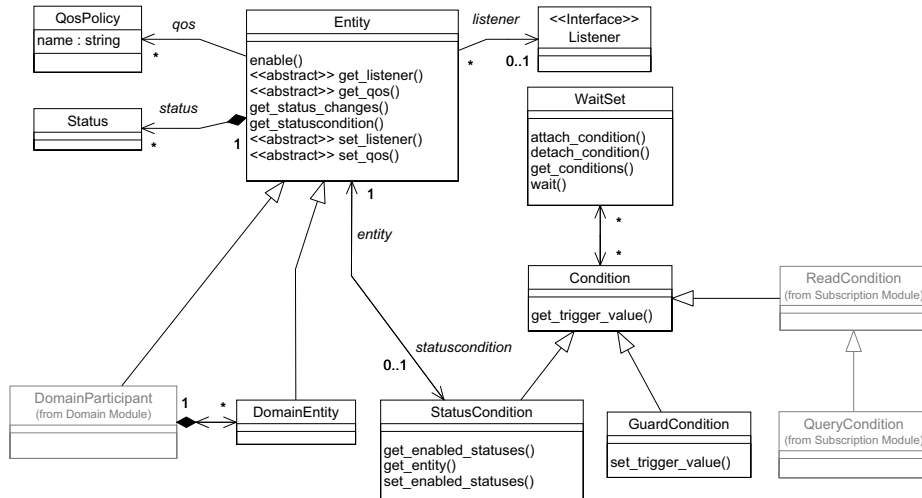 QosPolicy
name : string
qos
*
Entity
enable()
<<abstract>> get_listener()
<<abstract>> get_qos()
get_status_changes()
get_statuscondition()
<<abstract>> set_listener()
<<abstract>> set_qos()
listener
*
0..1
<<Interface>>
Listener
Status
status
*
1
WaitSet
attach_condition()
detach_condition()
get_conditions()
wait()
1
entity
*
*
Condition
get_trigger_value()
ReadCondition
(from Subscription Module)
statuscondition
0..1
DomainParticipant
(from Domain Module)
1
*
DomainEntity
StatusCondition
get_enabled_statuses()
get_entity()
set_enabled_statuses()
GuardCondition
set_trigger_value()
QueryCondition
(from Subscription Module)